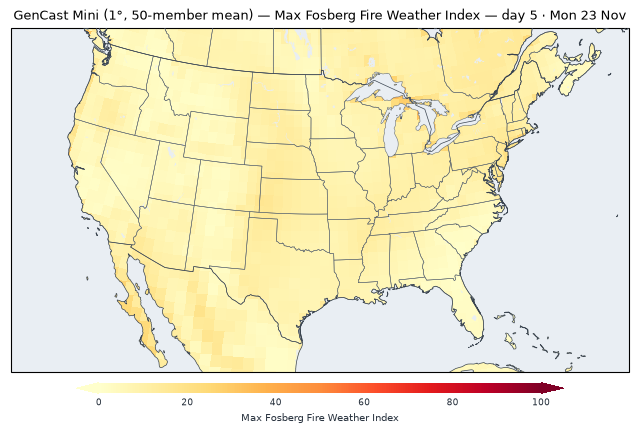 GenCast Mini (1°, 50-member mean) — Max Fosberg Fire Weather Index — day 5 · Mon 23 Nov
0 20 40 60 80 100
Max Fosberg Fire Weather Index